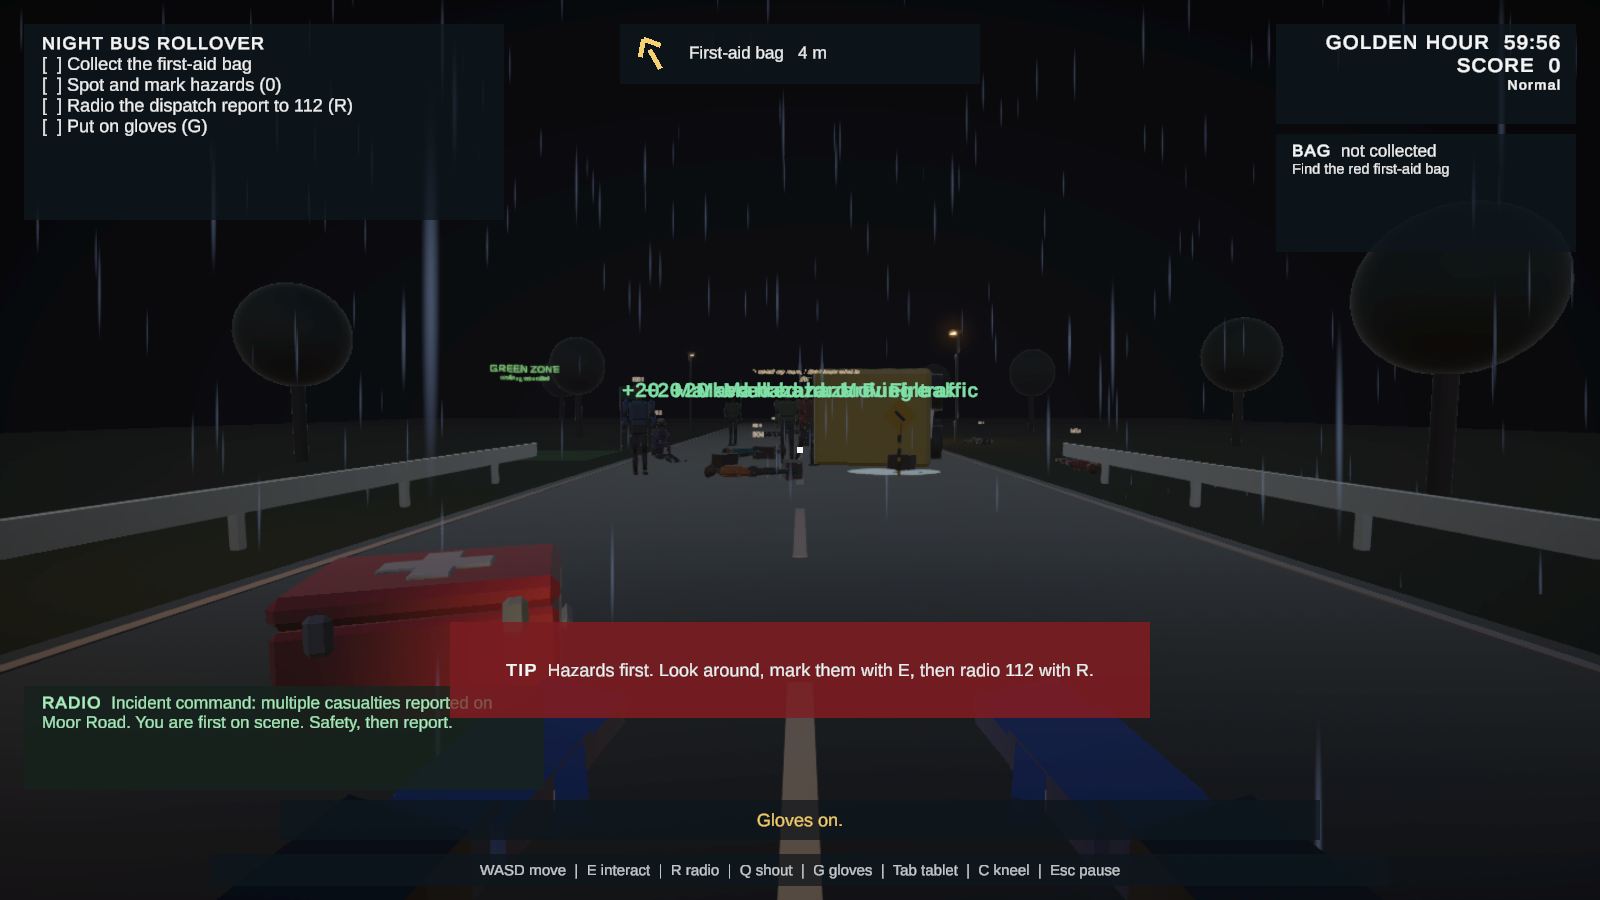 NIGHT BUS ROLLOVER
[ ] Collect the first-aid bag
[ ] Spot and mark hazards (0)
[ ] Radio the dispatch report to 112 (R)
[ ] Put on gloves (G)
First-aid bag 4 m
GOLDEN HOUR 59:56
SCORE 0
Normal
BAG not collected
Find the red first-aid bag
GREEN ZONE
TIP Hazards first. Look around, mark them with E, then radio 112 with R.
RADIO Incident command: multiple casualties reported on
Moor Road. You are first on scene. Safety, then report.
Gloves on.
WASD move | E interact | R radio | Q shout | G gloves | Tab tablet | C kneel | Esc pause